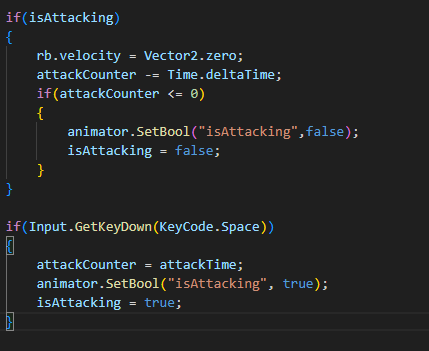 if(isAttacking)
{
    rb.velocity = Vector2.zero;
    attackCounter -= Time.deltaTime;
    if(attackCounter <= 0)
    {
        animator.SetBool("isAttacking",false);
        isAttacking = false;
    }
}

if(Input.GetKeyDown(KeyCode.Space))
{
    attackCounter = attackTime;
    animator.SetBool("isAttacking", true);
    isAttacking = true;
}